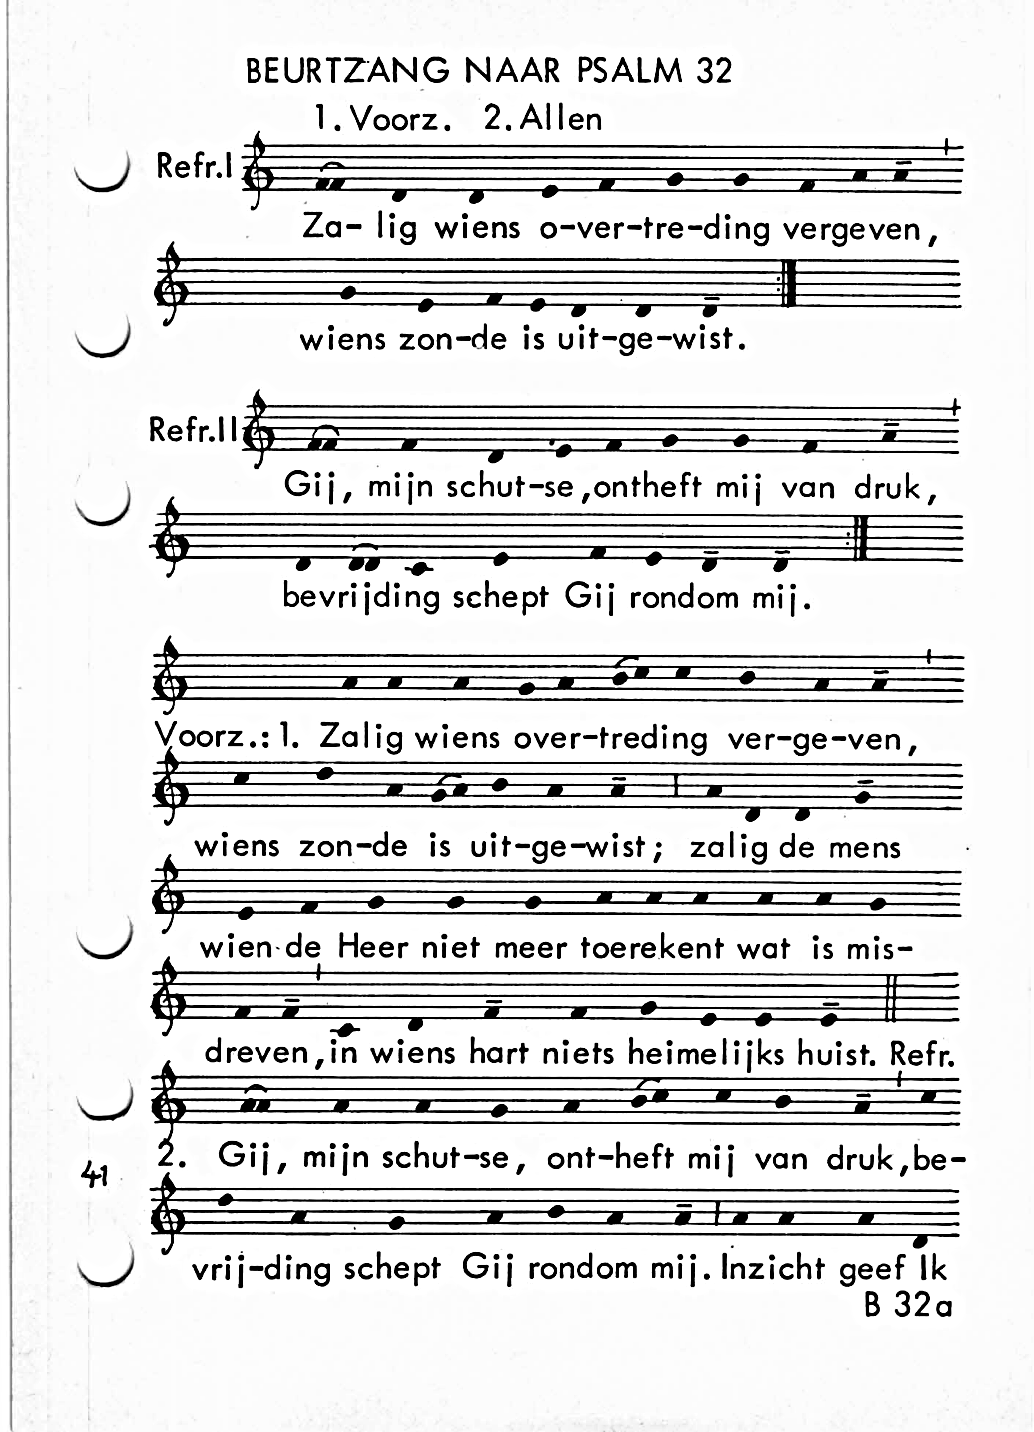 BEURTZANG NAAR PSALM 32
1. Voorz. 2. Allen
Refr.I
Za- lig wiens o-ver-tre-ding vergeven,
wiens zon-de is uit-ge-wist.
Refr.II
Gij, mijn schut-se,ontheft mij van druk,
bevrijding schept Gij rondom mij.
Voorz.: 1. Zalig wiens over-treding ver-ge-ven,
wiens zon-de is uit-ge-wist; zalig de mens
wien de Heer niet meer toerekent wat is mis-
dreven,in wiens hart niets heimelijks huist. Refr.
2. Gij, mijn schut-se, ont-heft mij van druk,be-
41
vrij-ding schept Gij rondom mij. Inzicht geef Ik
B 32a